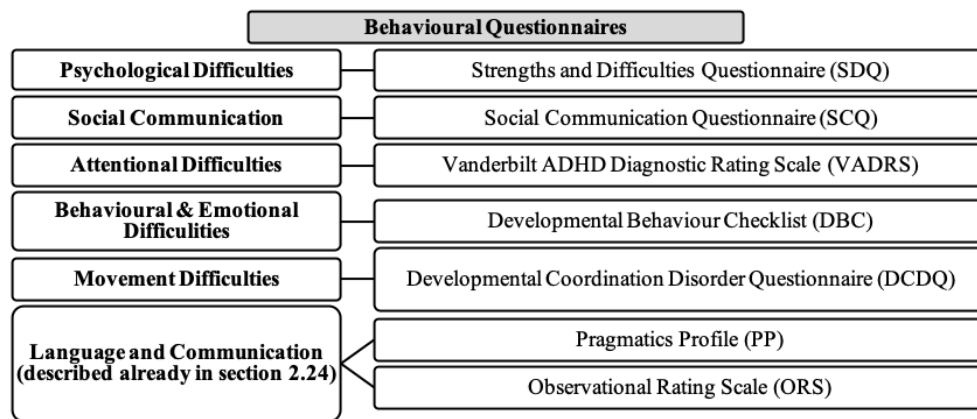 Behavioural Questionnaires
Psychological Difficulties
Strengths and Difficulties Questionnaire (SDQ)
Social Communication
Social Communication Questionnaire (SCQ)
Attentional Difficulties
Vanderbilt ADHD Diagnostic Rating Scale (VADRS)
Behavioural & Emotional
Difficulities
Developmental Behaviour Checklist (DBC)
Movement Difficulties
Developmental Coordination Disorder Questionnaire (DCDQ)
Language and Communication
(described already in section 2.24)
Pragmatics Profile (PP)
Observational Rating Scale (ORS)